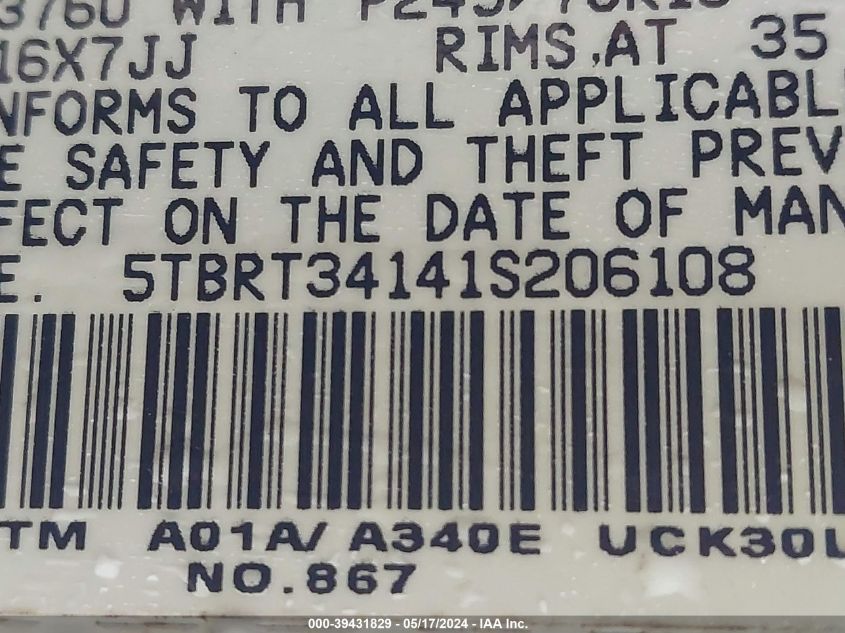 3760 WITH P245/70R16
16X7JJ RIMS, AT 35
NFORMS TO ALL APPLICABL
E SAFETY AND THEFT PREV
FECT ON THE DATE OF MAN
E. 5TBRT34141S206108
TM A01A/ A340E UCK30L
NO.867
000-39431829 - 05/17/2024 - IAA Inc.